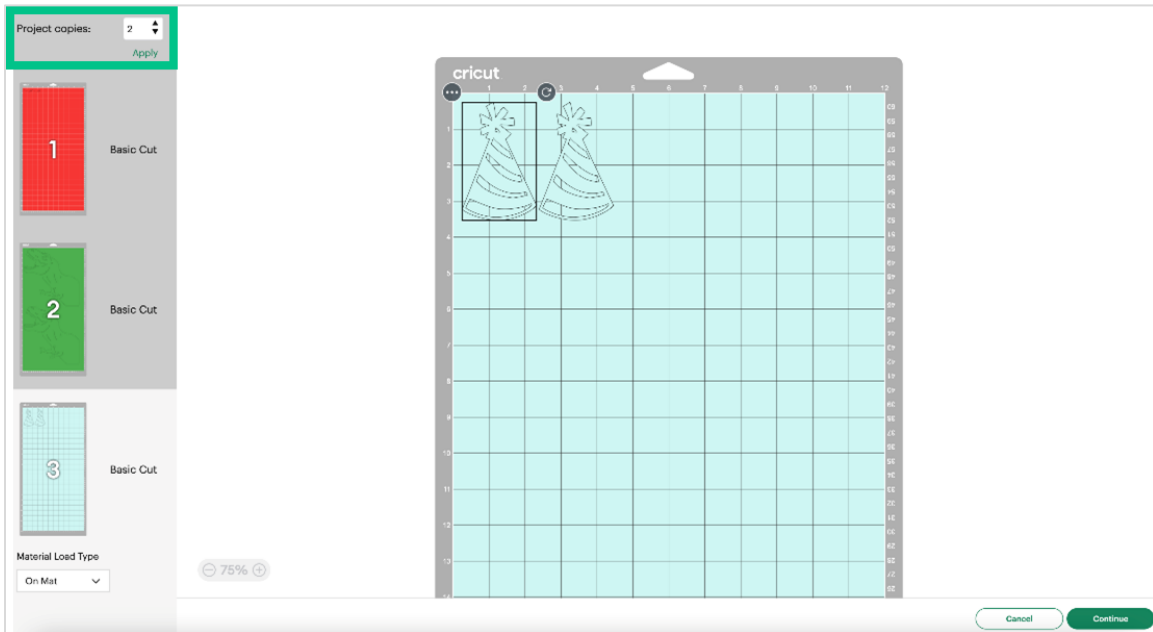 Project copies: 2
Apply
1 Basic Cut
2 Basic Cut
3 Basic Cut
Material Load Type
On Mat
75%
cricut
1 2 3 4 5 6 7 8 9 10 11 12
1
2
3
4
5
6
7
8
9
10
11
12
13
Cancel Continue